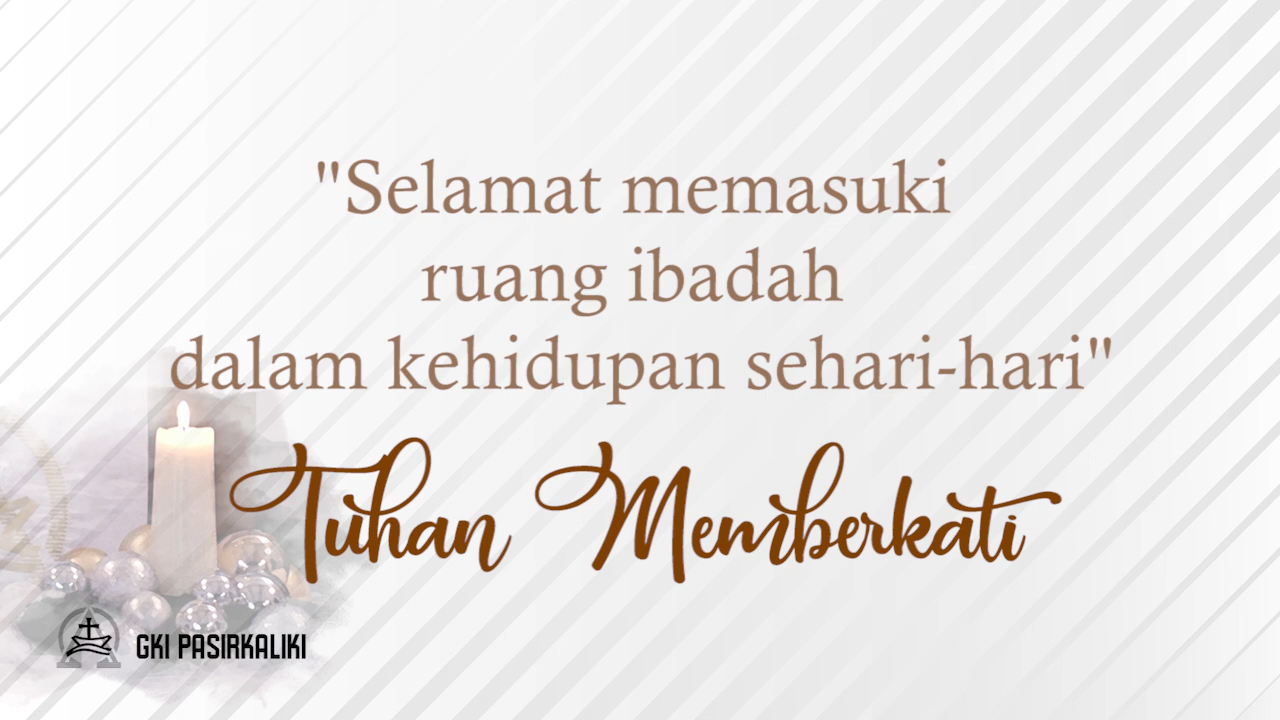 "Selamat memasuki
ruang ibadah
dalam kehidupan sehari-hari"
Tuhan Memberkati
GKI PASIRKALIKI